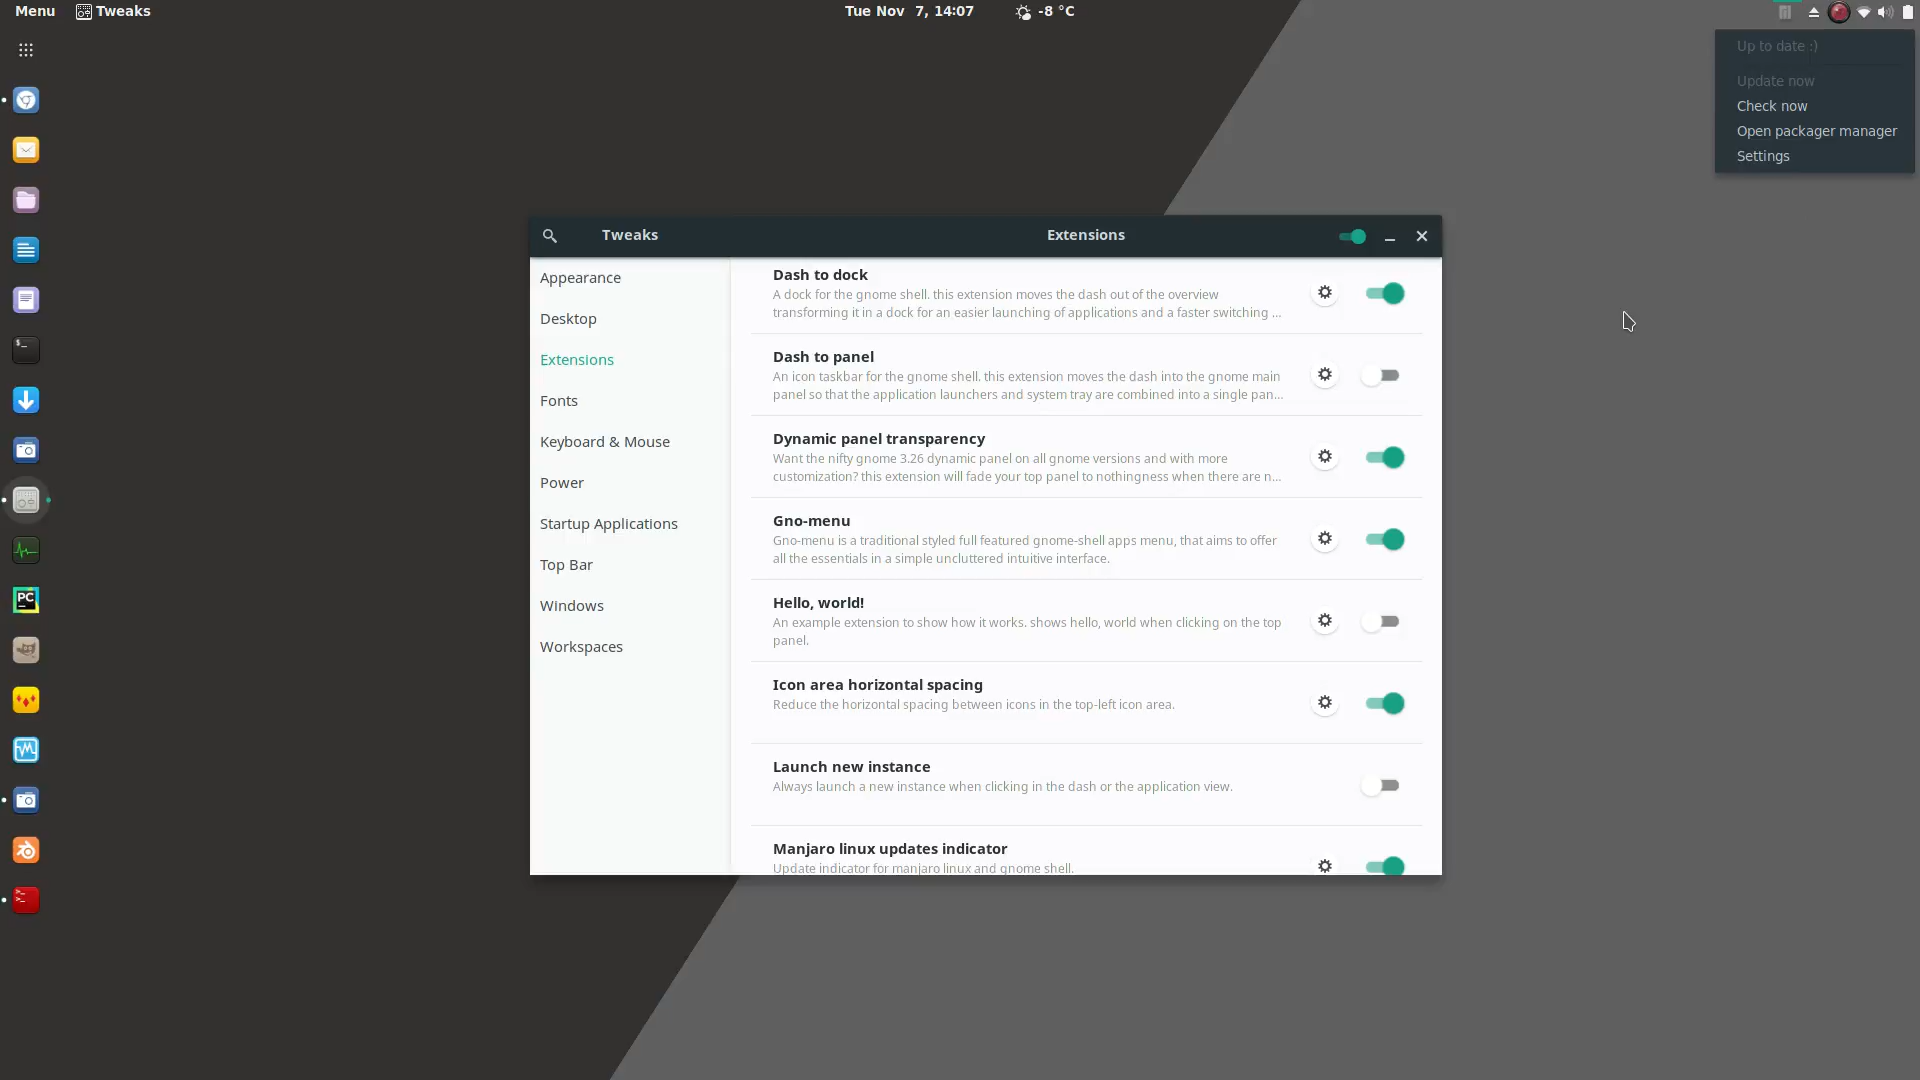 Menu Tweaks Tue Nov 7, 14:07 -8 °C
Up to date :)
Update now
Check now
Open packager manager
Settings
Tweaks Extensions
Appearance
Desktop
Extensions
Fonts
Keyboard & Mouse
Power
Startup Applications
Top Bar
Windows
Workspaces
Dash to dock
A dock for the gnome shell. this extension moves the dash out of the overview
transforming it in a dock for an easier launching of applications and a faster switching ...
Dash to panel
An icon taskbar for the gnome shell. this extension moves the dash into the gnome main
panel so that the application launchers and system tray are combined into a single pan...
Dynamic panel transparency
Want the nifty gnome 3.26 dynamic panel on all gnome versions and with more
customization? this extension will fade your top panel to nothingness when there are n...
Gno-menu
Gno-menu is a traditional styled full featured gnome-shell apps menu, that aims to offer
all the essentials in a simple uncluttered intuitive interface.
Hello, world!
An example extension to show how it works. shows hello, world when clicking on the top
panel.
Icon area horizontal spacing
Reduce the horizontal spacing between icons in the top-left icon area.
Launch new instance
Always launch a new instance when clicking in the dash or the application view.
Manjaro linux updates indicator
Update indicator for manjaro linux and gnome shell.
PC